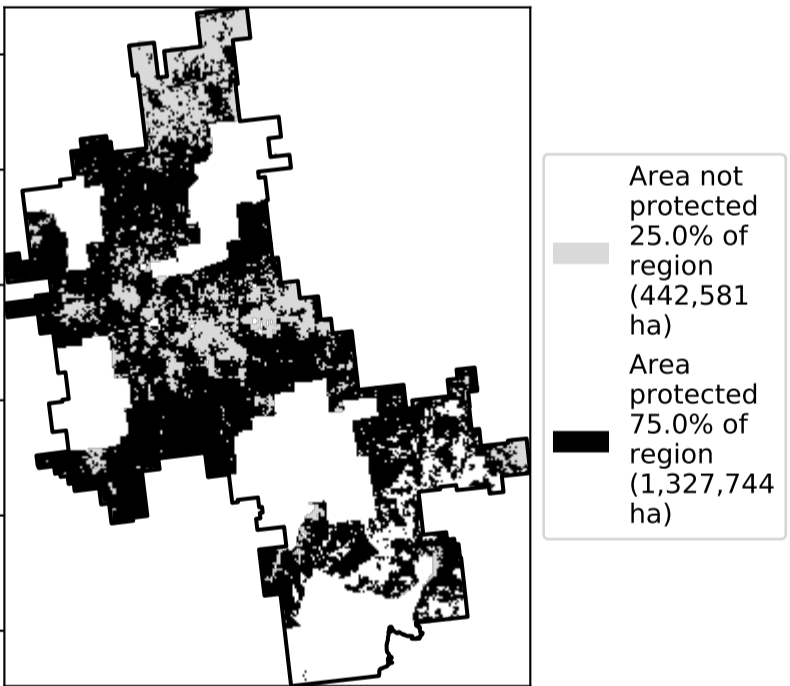 Area not
protected
25.0% of
region
(442,581
ha)
Area
protected
75.0% of
region
(1,327,744
ha)